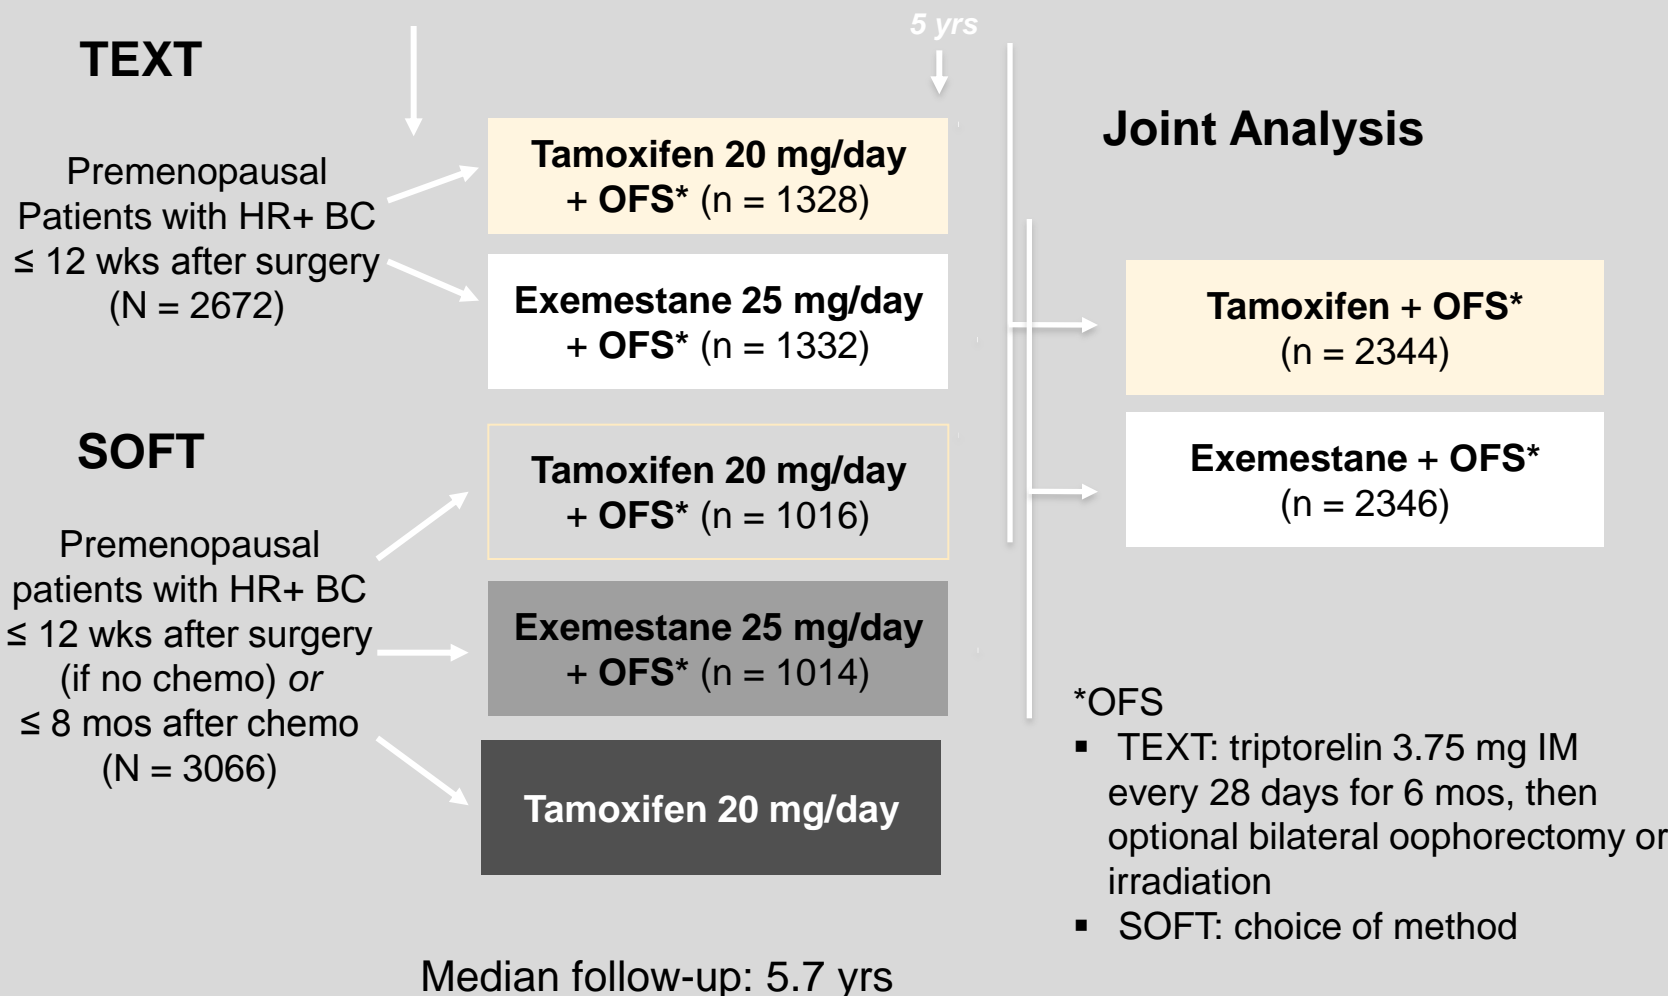 5 yrs
TEXT
Joint Analysis
Premenopausal
Patients with HR+ BC
≤ 12 wks after surgery
(N = 2672)
Tamoxifen 20 mg/day
+ OFS* (n = 1328)
Exemestane 25 mg/day
+ OFS* (n = 1332)
Tamoxifen + OFS*
(n = 2344)
Exemestane + OFS*
(n = 2346)
SOFT
Premenopausal
patients with HR+ BC
≤ 12 wks after surgery
(if no chemo) or
≤ 8 mos after chemo
(N = 3066)
Tamoxifen 20 mg/day
+ OFS* (n = 1016)
Exemestane 25 mg/day
+ OFS* (n = 1014)
Tamoxifen 20 mg/day
*OFS
▪ TEXT: triptorelin 3.75 mg IM
every 28 days for 6 mos, then
optional bilateral oophorectomy or
irradiation
▪ SOFT: choice of method
Median follow-up: 5.7 yrs